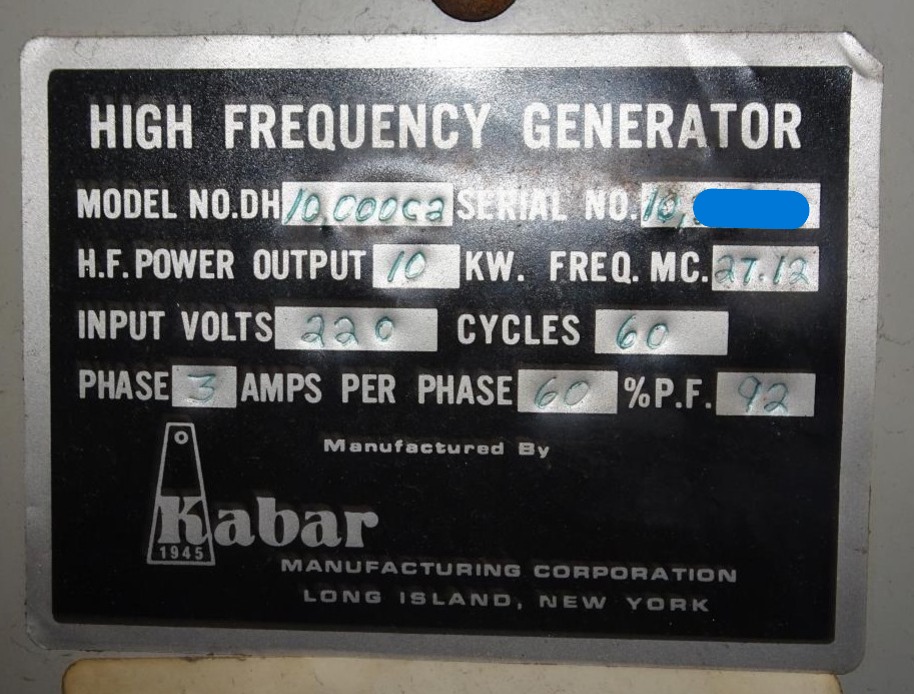 HIGH FREQUENCY GENERATOR
MODEL NO.DH 10,000ca SERIAL NO. 10,
H.F. POWER OUTPUT 10 KW. FREQ. MC. 27.12
INPUT VOLTS 220 CYCLES 60
PHASE 3 AMPS PER PHASE 60 %P.F. 92
Manufactured By
Kabar
1945
MANUFACTURING CORPORATION
LONG ISLAND, NEW YORK